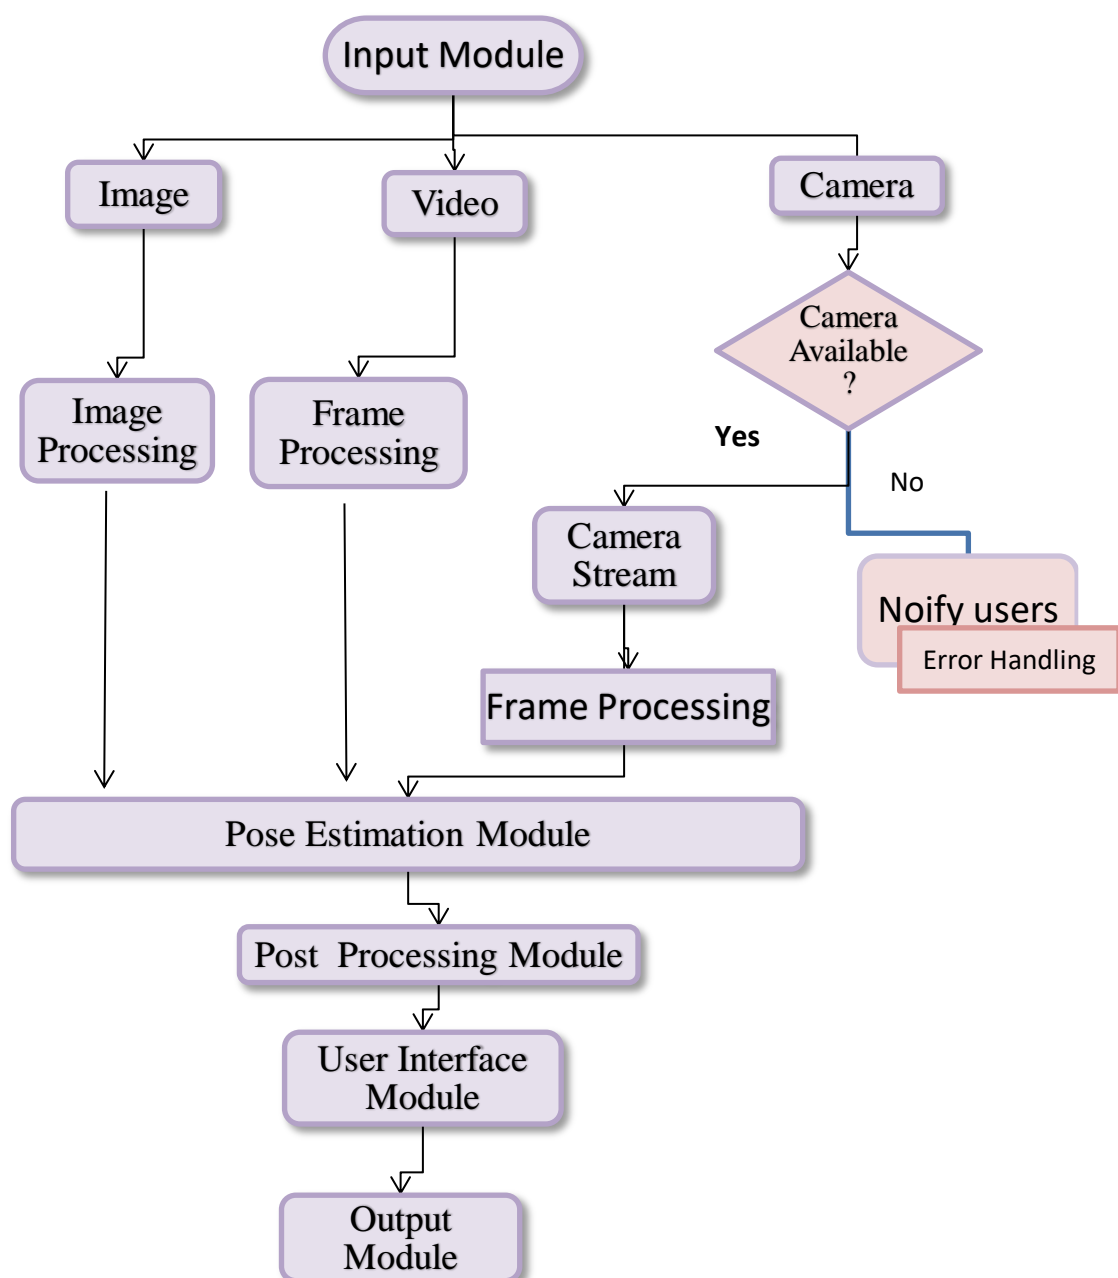 Input Module
Image
Video
Camera
Camera
Available
?
Image
Processing
Frame
Processing
Yes
No
Camera
Stream
Noify users
Error Handling
Frame Processing
Pose Estimation Module
Post Processing Module
User Interface
Module
Output
Module